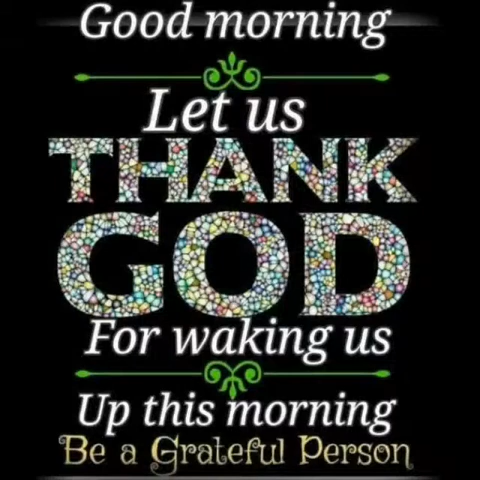 Good morning
Let us
THANK
GOD
For waking us
Up this morning
Be a Grateful Person